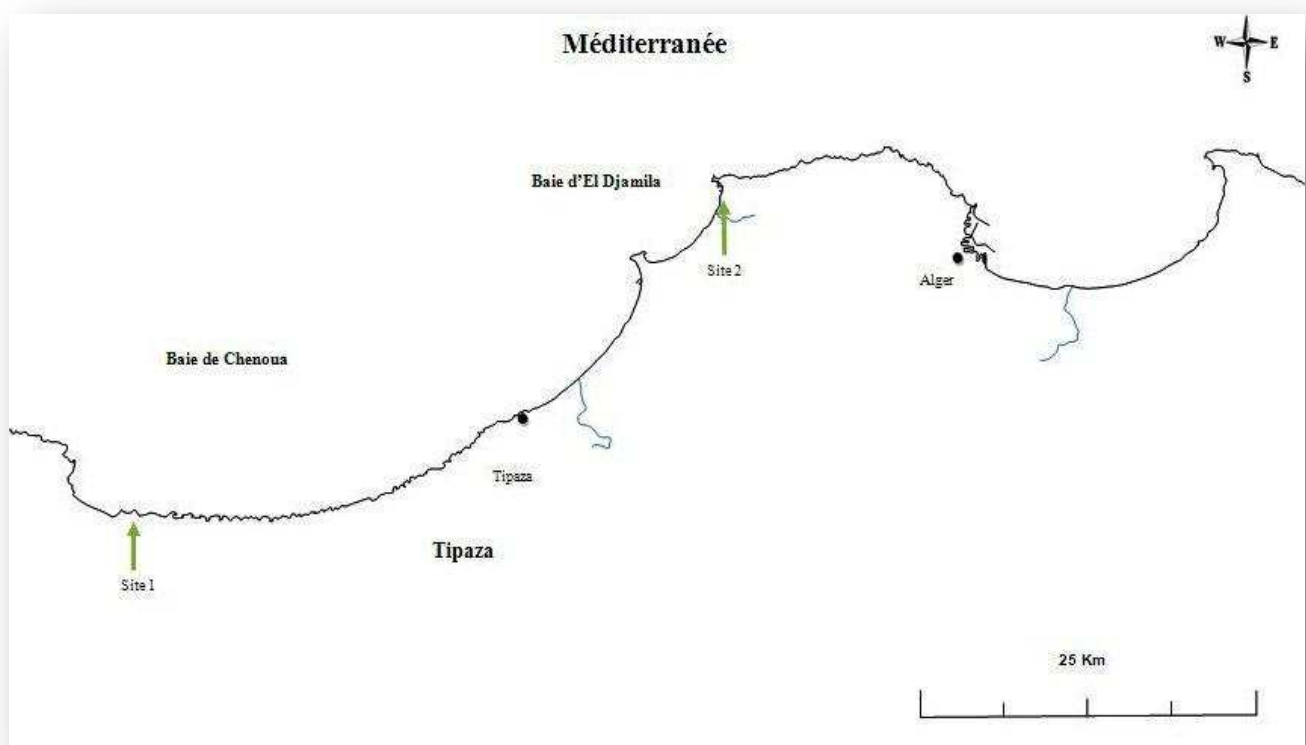 Méditerranée
W E
S
Baie d'El Djamila
Site 2
Alger
Baie de Chenoua
Tipaza
Tipaza
Site 1
25 Km